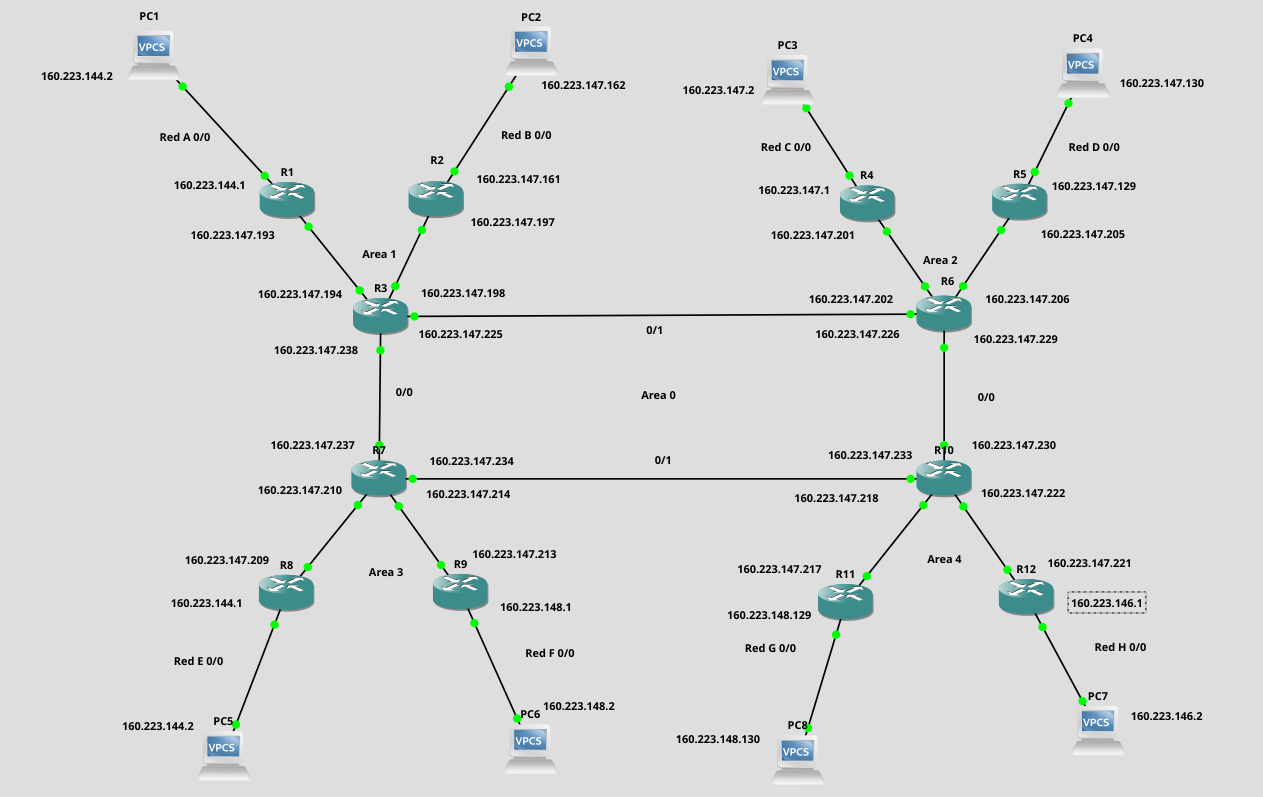 PC1
PC2
VPCS
VPCS
PC3
PC4
VPCS
VPCS
160.223.144.2
160.223.147.162
160.223.147.2
160.223.147.130
Red A 0/0
Red B 0/0
Red C 0/0
Red D 0/0
R1
R2
R4
R5
160.223.144.1
160.223.147.161
160.223.147.1
160.223.147.129
160.223.147.193
160.223.147.197
160.223.147.201
160.223.147.205
Area 1
Area 2
R3
R6
160.223.147.194
160.223.147.198
160.223.147.202
160.223.147.206
160.223.147.225
0/1
160.223.147.226
160.223.147.229
160.223.147.238
0/0
Area 0
0/0
160.223.147.237
R7
160.223.147.234
0/1
160.223.147.233
R10
160.223.147.230
160.223.147.210
160.223.147.214
160.223.147.218
160.223.147.222
160.223.147.209
R8
Area 3
R9
160.223.147.213
160.223.147.217
R11
Area 4
R12
160.223.147.221
160.223.144.1
160.223.148.1
160.223.148.129
160.223.146.1
Red E 0/0
Red F 0/0
Red G 0/0
Red H 0/0
160.223.144.2
PC5
PC6
160.223.148.2
PC8
PC7
160.223.148.130
160.223.146.2
VPCS
VPCS
VPCS
VPCS